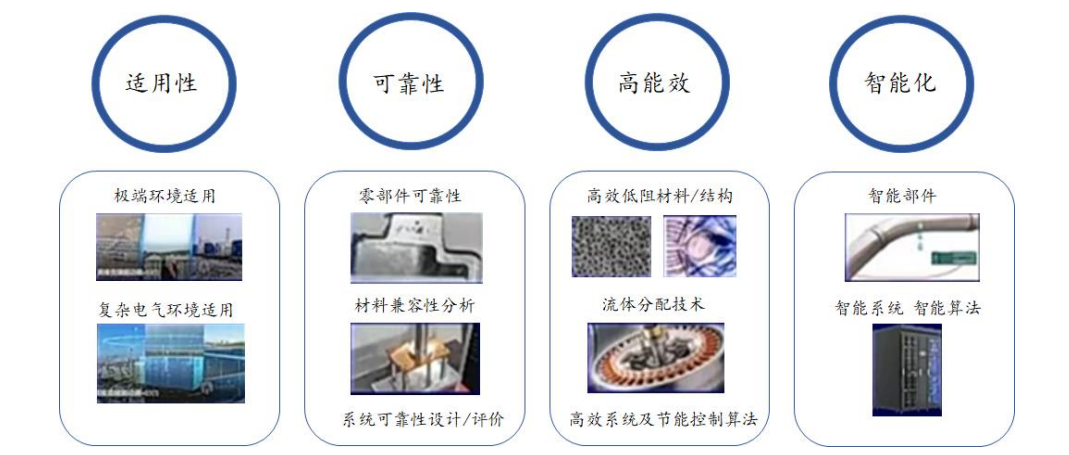 适用性
可靠性
高能效
智能化
极端环境适用
复杂电气环境适用
零部件可靠性
材料兼容性分析
系统可靠性设计/评价
高效低阻材料/结构
流体分配技术
高效系统及节能控制算法
智能部件
智能系统 智能算法